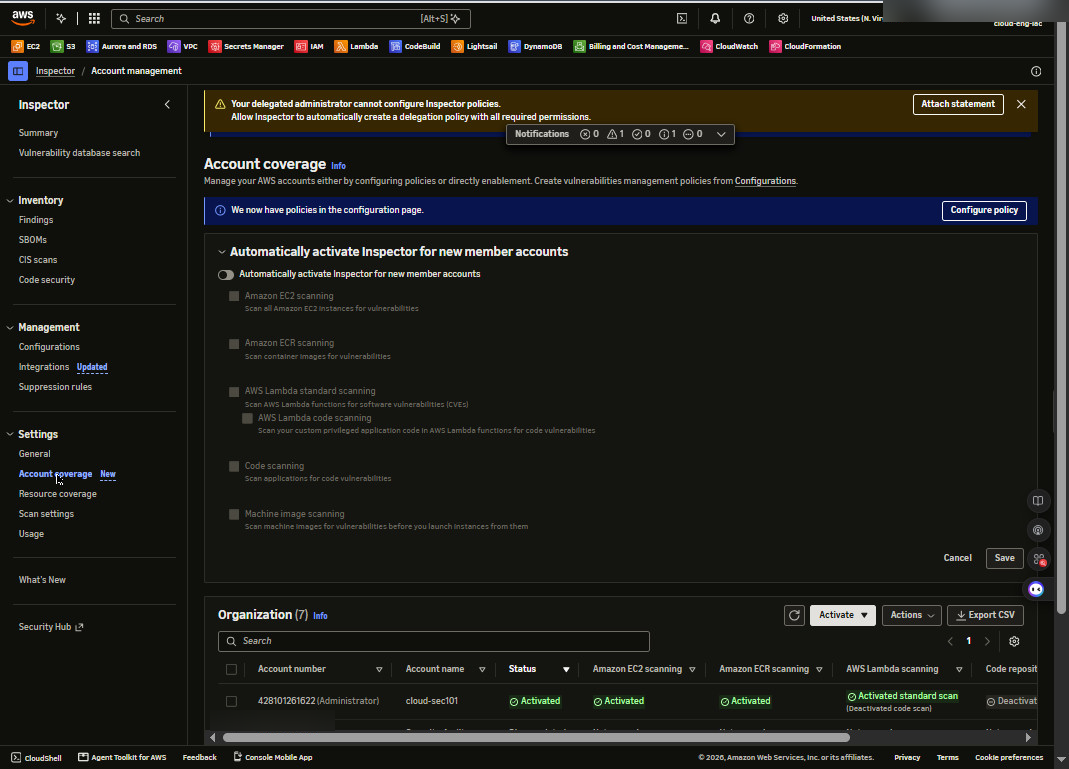 aws
Search [Alt+S]
United States (N. Vir
cloud-eng-iac
EC2 S3 Aurora and RDS VPC Secrets Manager IAM Lambda CodeBuild Lightsail DynamoDB Billing and Cost Manageme... CloudWatch CloudFormation
Inspector / Account management
Inspector
Summary
Vulnerability database search
Inventory
Findings
SBOMs
CIS scans
Code security
Management
Configurations
Integrations Updated
Suppression rules
Settings
General
Account coverage New
Resource coverage
Scan settings
Usage
What's New
Security Hub
Your delegated administrator cannot configure Inspector policies.
Allow Inspector to automatically create a delegation policy with all required permissions.
Attach statement
Notifications 0 1 0 1 0
Account coverage Info
Manage your AWS accounts either by configuring policies or directly enablement. Create vulnerabilities management policies from Configurations.
We now have policies in the configuration page.
Configure policy
Automatically activate Inspector for new member accounts
Automatically activate Inspector for new member accounts
Amazon EC2 scanning
Scan all Amazon EC2 instances for vulnerabilities
Amazon ECR scanning
Scan container images for vulnerabilities
AWS Lambda standard scanning
Scan AWS Lambda functions for software vulnerabilities (CVEs)
AWS Lambda code scanning
Scan your custom privileged application code in AWS Lambda functions for code vulnerabilities
Code scanning
Scan applications for code vulnerabilities
Machine image scanning
Scan machine images for vulnerabilities before you launch instances from them
Cancel Save
Organization (7) Info
Activate Actions Export CSV
Search
1
Account number Account name Status Amazon EC2 scanning Amazon ECR scanning AWS Lambda scanning Code reposit
428101261622 (Administrator) cloud-sec101 Activated Activated Activated Activated standard scan
(Deactivated code scan)
Deactivat
CloudShell Agent Toolkit for AWS Feedback Console Mobile App
© 2026, Amazon Web Services, Inc. or its affiliates. Privacy Terms Cookie preferences